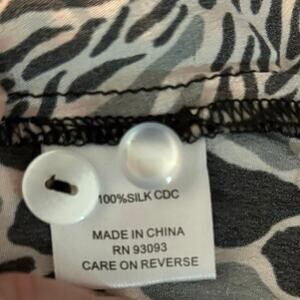 100%SILK CDC
MADE IN CHINA
RN 93093
CARE ON REVERSE